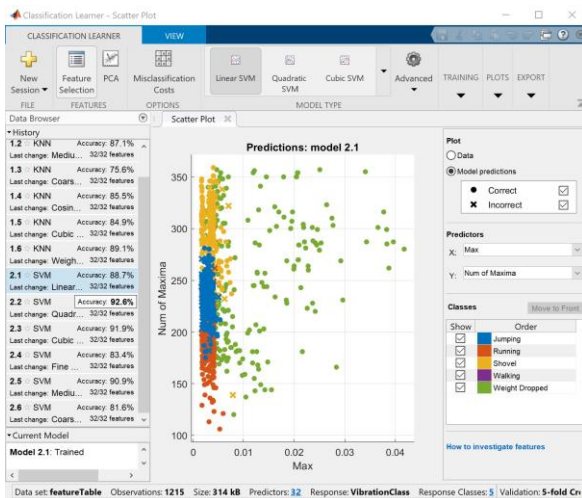 Classification Learner - Scatter Plot
CLASSIFICATION LEARNER
VIEW
New Session
Feature Selection
PCA
Misclassification Costs
Linear SVM
Quadratic SVM
Cubic SVM
Advanced
TRAINING
PLOTS
EXPORT
FILE
FEATURES
OPTIONS
MODEL TYPE
Data Browser
Scatter Plot
History
1.2 KNN Accuracy: 87.1%
Last change: Mediu... 32/32 features
1.3 KNN Accuracy: 75.6%
Last change: Coars... 32/32 features
1.4 KNN Accuracy: 85.5%
Last change: Cosin... 32/32 features
1.5 KNN Accuracy: 84.9%
Last change: Cubic ... 32/32 features
1.6 KNN Accuracy: 89.1%
Last change: Weigh... 32/32 features
2.1 SVM Accuracy: 88.7%
Last change: Linear... 32/32 features
2.2 SVM Accuracy: 92.6%
Last change: Quadr... 32/32 features
2.3 SVM Accuracy: 91.9%
Last change: Cubic ... 32/32 features
2.4 SVM Accuracy: 83.4%
Last change: Fine ... 32/32 features
2.5 SVM Accuracy: 90.9%
Last change: Mediu... 32/32 features
2.6 SVM Accuracy: 81.6%
Last change: Coars... 32/32 features
Current Model
Model 2.1: Trained
Predictions: model 2.1
Num of Maxima
350
300
250
200
150
100
0 0.01 0.02 0.03 0.04
Max
Plot
Data
Model predictions
Correct
Incorrect
Predictors
X: Max
Y: Num of Maxima
Classes
Move to Front
Show Order
Jumping
Running
Shovel
Walking
Weight Dropped
How to investigate features
Data set: featureTable Observations: 1215 Size: 314 kB Predictors: 32 Response: VibrationClass Response Classes: 5 Validation: 5-fold Cr